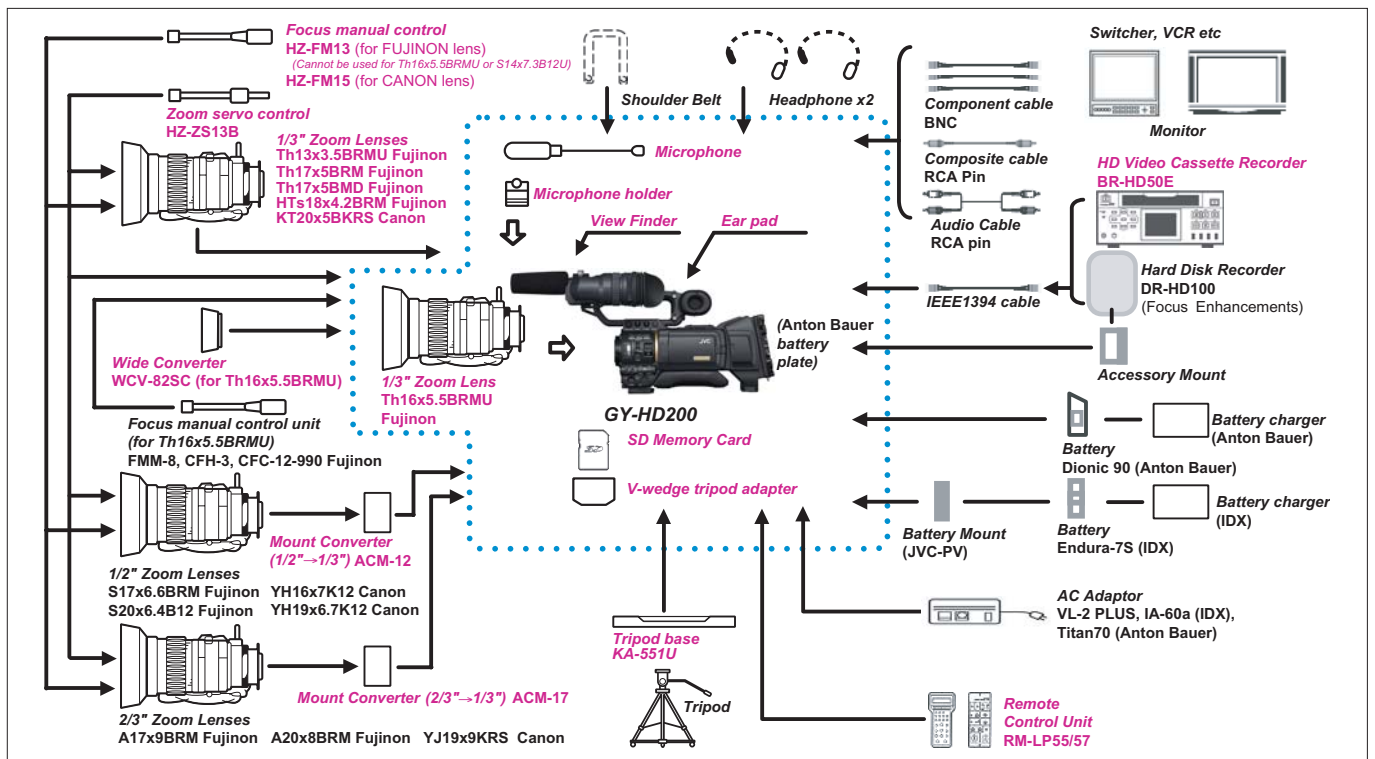 Focus manual control
HZ-FM13 (for FUJINON lens)
(Cannot be used for Th16x5.5BRMU or S14x7.3B12U)
HZ-FM15 (for CANON lens)
Zoom servo control
HZ-ZS13B
1/3" Zoom Lenses
Th13x3.5BRMU Fujinon
Th17x5BRM Fujinon
Th17x5BMD Fujinon
HTs18x4.2BRM Fujinon
KT20x5BKRS Canon
Wide Converter
WCV-82SC (for Th16x5.5BRMU)
Focus manual control unit
(for Th16x5.5BRMU)
FMM-8, CFH-3, CFC-12-990 Fujinon
Mount Converter
(1/2"→1/3") ACM-12
1/2" Zoom Lenses
S17x6.6BRM Fujinon YH16x7K12 Canon
S20x6.4B12 Fujinon YH19x6.7K12 Canon
Mount Converter (2/3"→1/3") ACM-17
2/3" Zoom Lenses
A17x9BRM Fujinon A20x8BRM Fujinon YJ19x9KRS Canon
Shoulder Belt
Headphone x2
Microphone
Microphone holder
View Finder
Ear pad
1/3" Zoom Lens
Th16x5.5BRMU
Fujinon
JVC
(Anton Bauer
battery
plate)
GY-HD200
SD Memory Card
SD
V-wedge tripod adapter
Tripod base
KA-551U
Tripod
Component cable
BNC
Composite cable
RCA Pin
Audio Cable
RCA pin
IEEE1394 cable
Switcher, VCR etc
Monitor
HD Video Cassette Recorder
BR-HD50E
Hard Disk Recorder
DR-HD100
(Focus Enhancements)
Accessory Mount
Battery
Dionic 90 (Anton Bauer)
Battery charger
(Anton Bauer)
Battery Mount
(JVC-PV)
Battery
Endura-7S (IDX)
Battery charger
(IDX)
AC Adaptor
VL-2 PLUS, IA-60a (IDX),
Titan70 (Anton Bauer)
Remote
Control Unit
RM-LP55/57